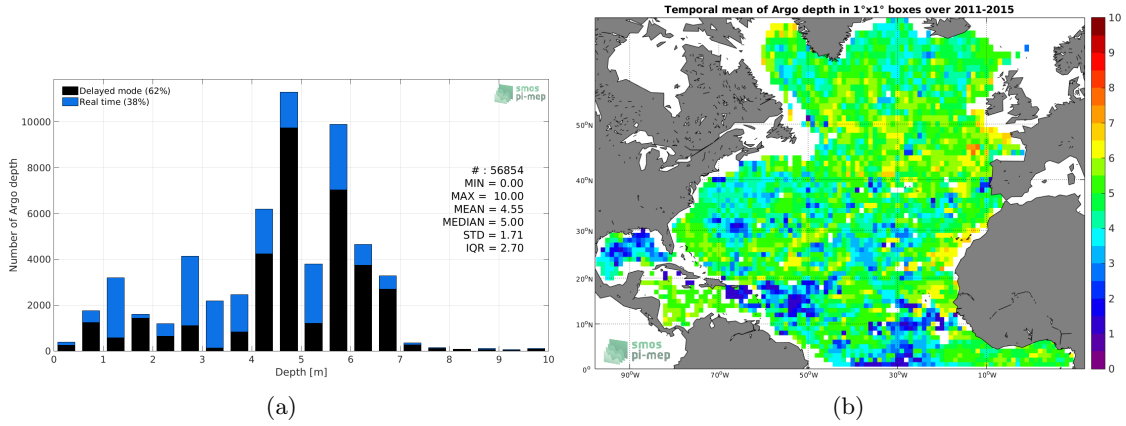 Delayed mode (62%)
Real time (38%)
smos
pi-mep
# : 56854
MIN = 0.00
MAX = 10.00
MEAN = 4.55
MEDIAN = 5.00
STD = 1.71
IQR = 2.70
Number of Argo depth
10000
8000
6000
4000
2000
0
0 1 2 3 4 5 6 7 8 9 10
Depth [m]
(a)
Temporal mean of Argo depth in 1°x1° boxes over 2011-2015
50°N
40°N
30°N
20°N
10°N
0°
90°W 70°W 50°W 30°W 10°W
smos
pi-mep
10
9
8
7
6
5
4
3
2
1
0
(b)